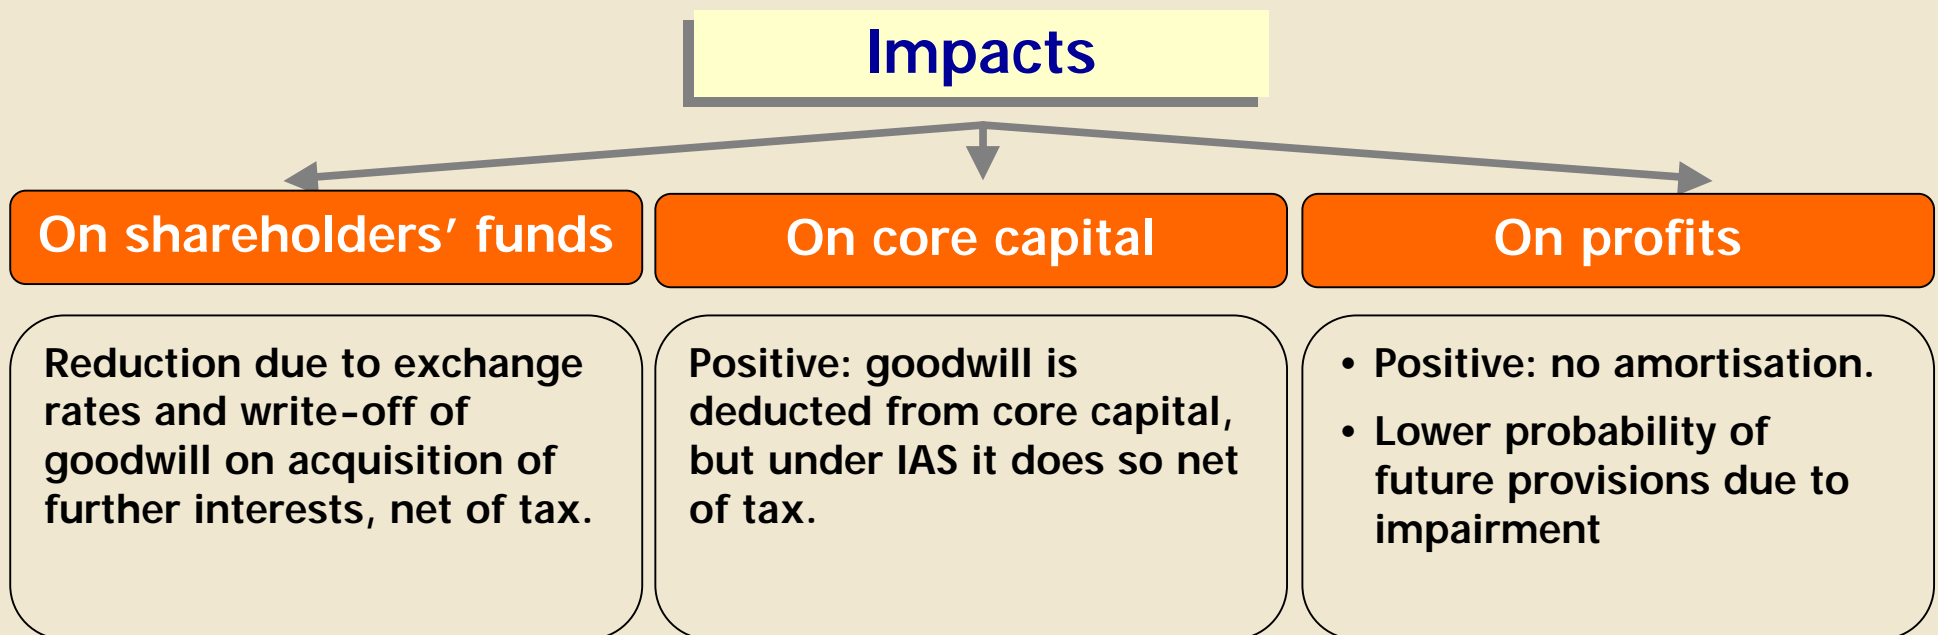 Impacts
On shareholders’ funds
Reduction due to exchange
rates and write-off of
goodwill on acquisition of
further interests, net of tax.
On core capital
Positive: goodwill is
deducted from core capital,
but under IAS it does so net
of tax.
On profits
• Positive: no amortisation.
• Lower probability of
future provisions due to
impairment